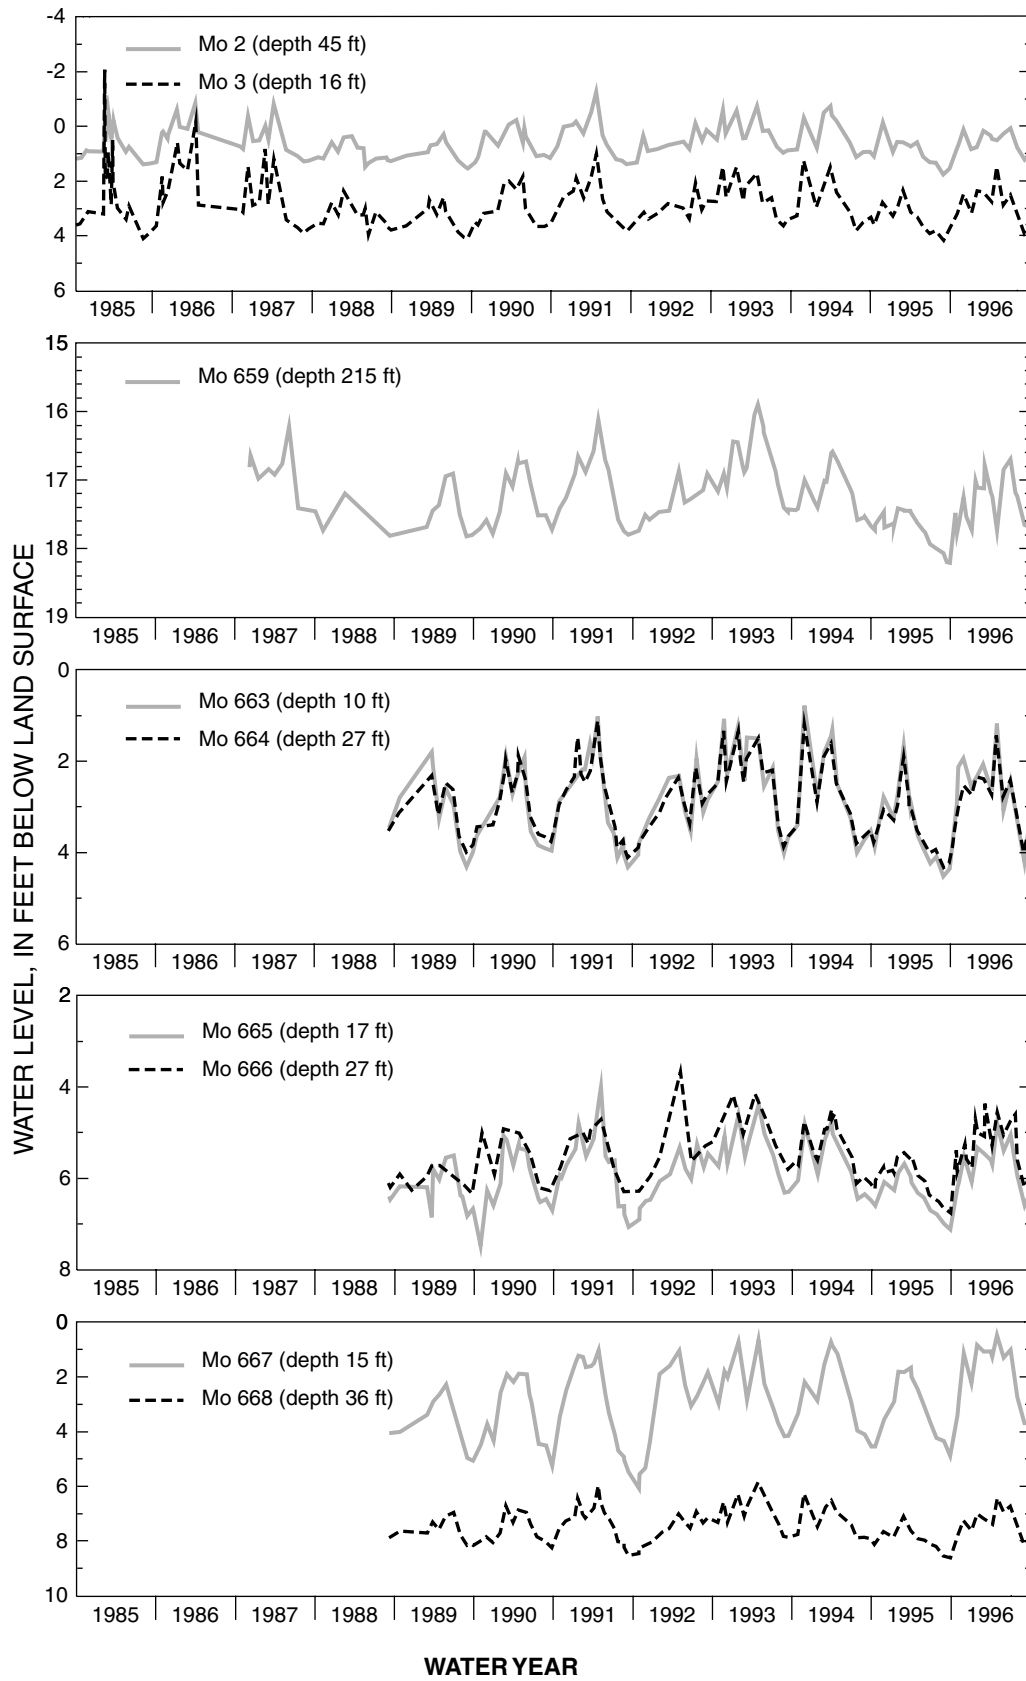 WATER LEVEL, IN FEET BELOW LAND SURFACE
-4
-2
0
2
4
6
Mo 2 (depth 45 ft)
Mo 3 (depth 16 ft)
1985 1986 1987 1988 1989 1990 1991 1992 1993 1994 1995 1996
15
16
17
18
19
Mo 659 (depth 215 ft)
1985 1986 1987 1988 1989 1990 1991 1992 1993 1994 1995 1996
0
2
4
6
Mo 663 (depth 10 ft)
Mo 664 (depth 27 ft)
1985 1986 1987 1988 1989 1990 1991 1992 1993 1994 1995 1996
2
4
6
8
Mo 665 (depth 17 ft)
Mo 666 (depth 27 ft)
1985 1986 1987 1988 1989 1990 1991 1992 1993 1994 1995 1996
0
2
4
6
8
10
Mo 667 (depth 15 ft)
Mo 668 (depth 36 ft)
1985 1986 1987 1988 1989 1990 1991 1992 1993 1994 1995 1996
WATER YEAR